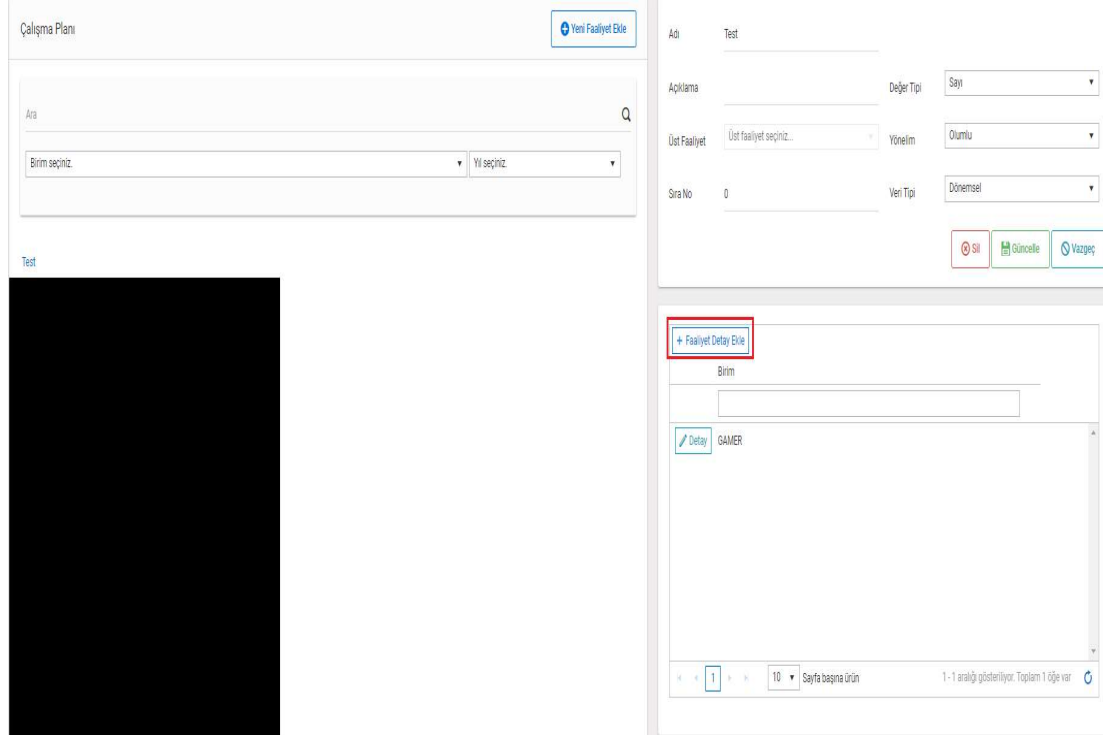 Çalışma Planı
Yeni Faaliyet Ekle
Ara
Birim seçiniz.
Yıl seçiniz.
Test
Adı Test
Açıklama
Değer Tipi Sayı
Üst Faaliyet Üst faaliyet seçiniz...
Yönelim Olumlu
Sıra No 0
Veri Tipi Dönemsel
Sil Güncelle Vazgeç
+ Faaliyet Detay Ekle
Birim
Detay GAMER
1 10 Sayfa başına ürün 1 - 1 aralığı gösteriliyor. Toplam 1 öğe var